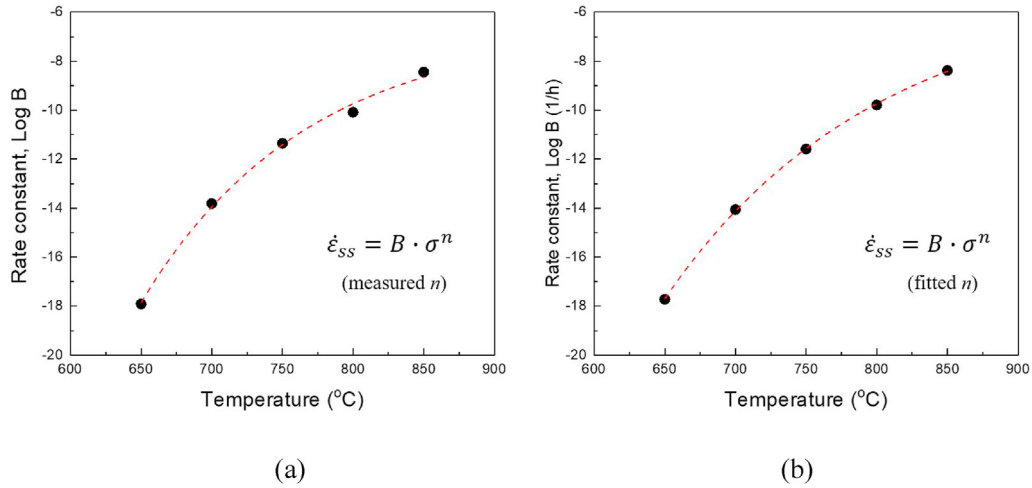 -6
-8
-10
-12
-14
-16
-18
-20
Rate constant, Log B
600 650 700 750 800 850 900
Temperature (°C)
ε̇ₛₛ = B · σⁿ
(measured n)
(a)
-6
-8
-10
-12
-14
-16
-18
-20
Rate constant, Log B (1/h)
600 650 700 750 800 850 900
Temperature (°C)
ε̇ₛₛ = B · σⁿ
(fitted n)
(b)